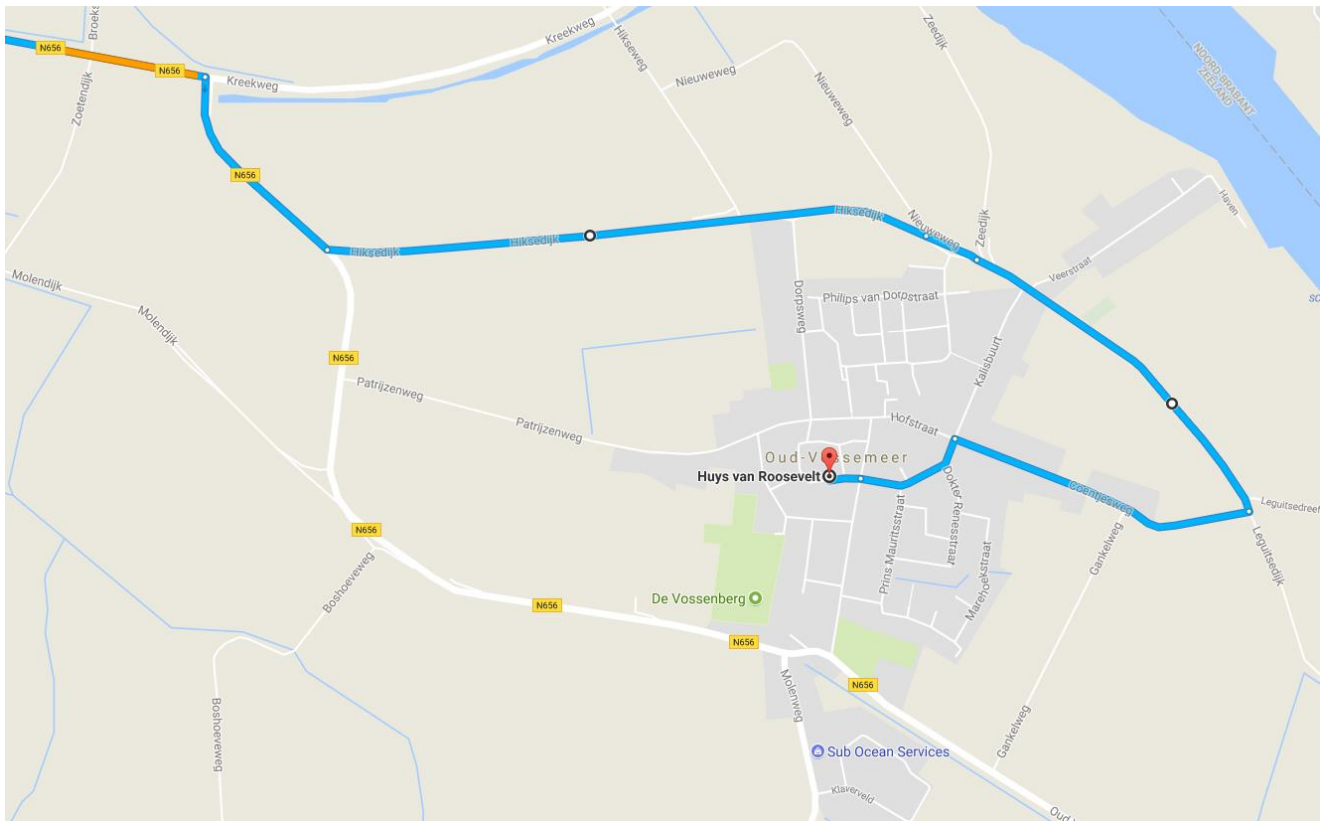 Broeks
Zoetendijk
N656
N656
Kreekweg
Kreekweg
Hikseweg
Nieuweweg
Nieuweweg
Zeedijk
NOORD-BRABANT
ZEELAND
N656
Hiksedijk
Hiksedijk
Hiksedijk
Nieuweweg
Zeedijk
Haven
Veerstraat
Molendijk
Molendijk
N656
Dorpsweg
Philips van Dorpstraat
Kalisbuurt
Patrijzenweg
Patrijzenweg
Hofstraat
Oud-Vossemeer
Huys van Roosevelt
Coentjesweg
Leguitsedreef
Leguitsedijk
Gankelweg
Prins Mauritsstraat
Dokter Renesstraat
Marehoekstraat
N656
Boshoeveweg
N656
De Vossenberg
N656
Molenweg
N656
Boshoeveweg
Gankelweg
Sub Ocean Services
Klaverveld